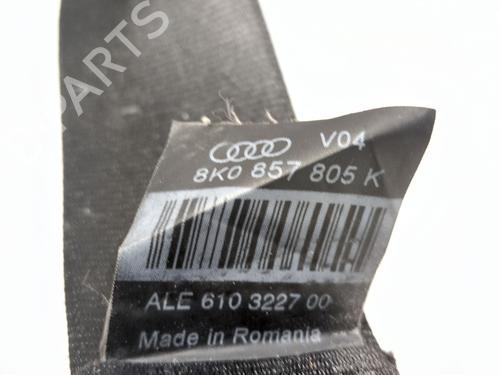 PARTS
V04
8K0 857 805 K
ALE 610 3227 00
Made in Romania